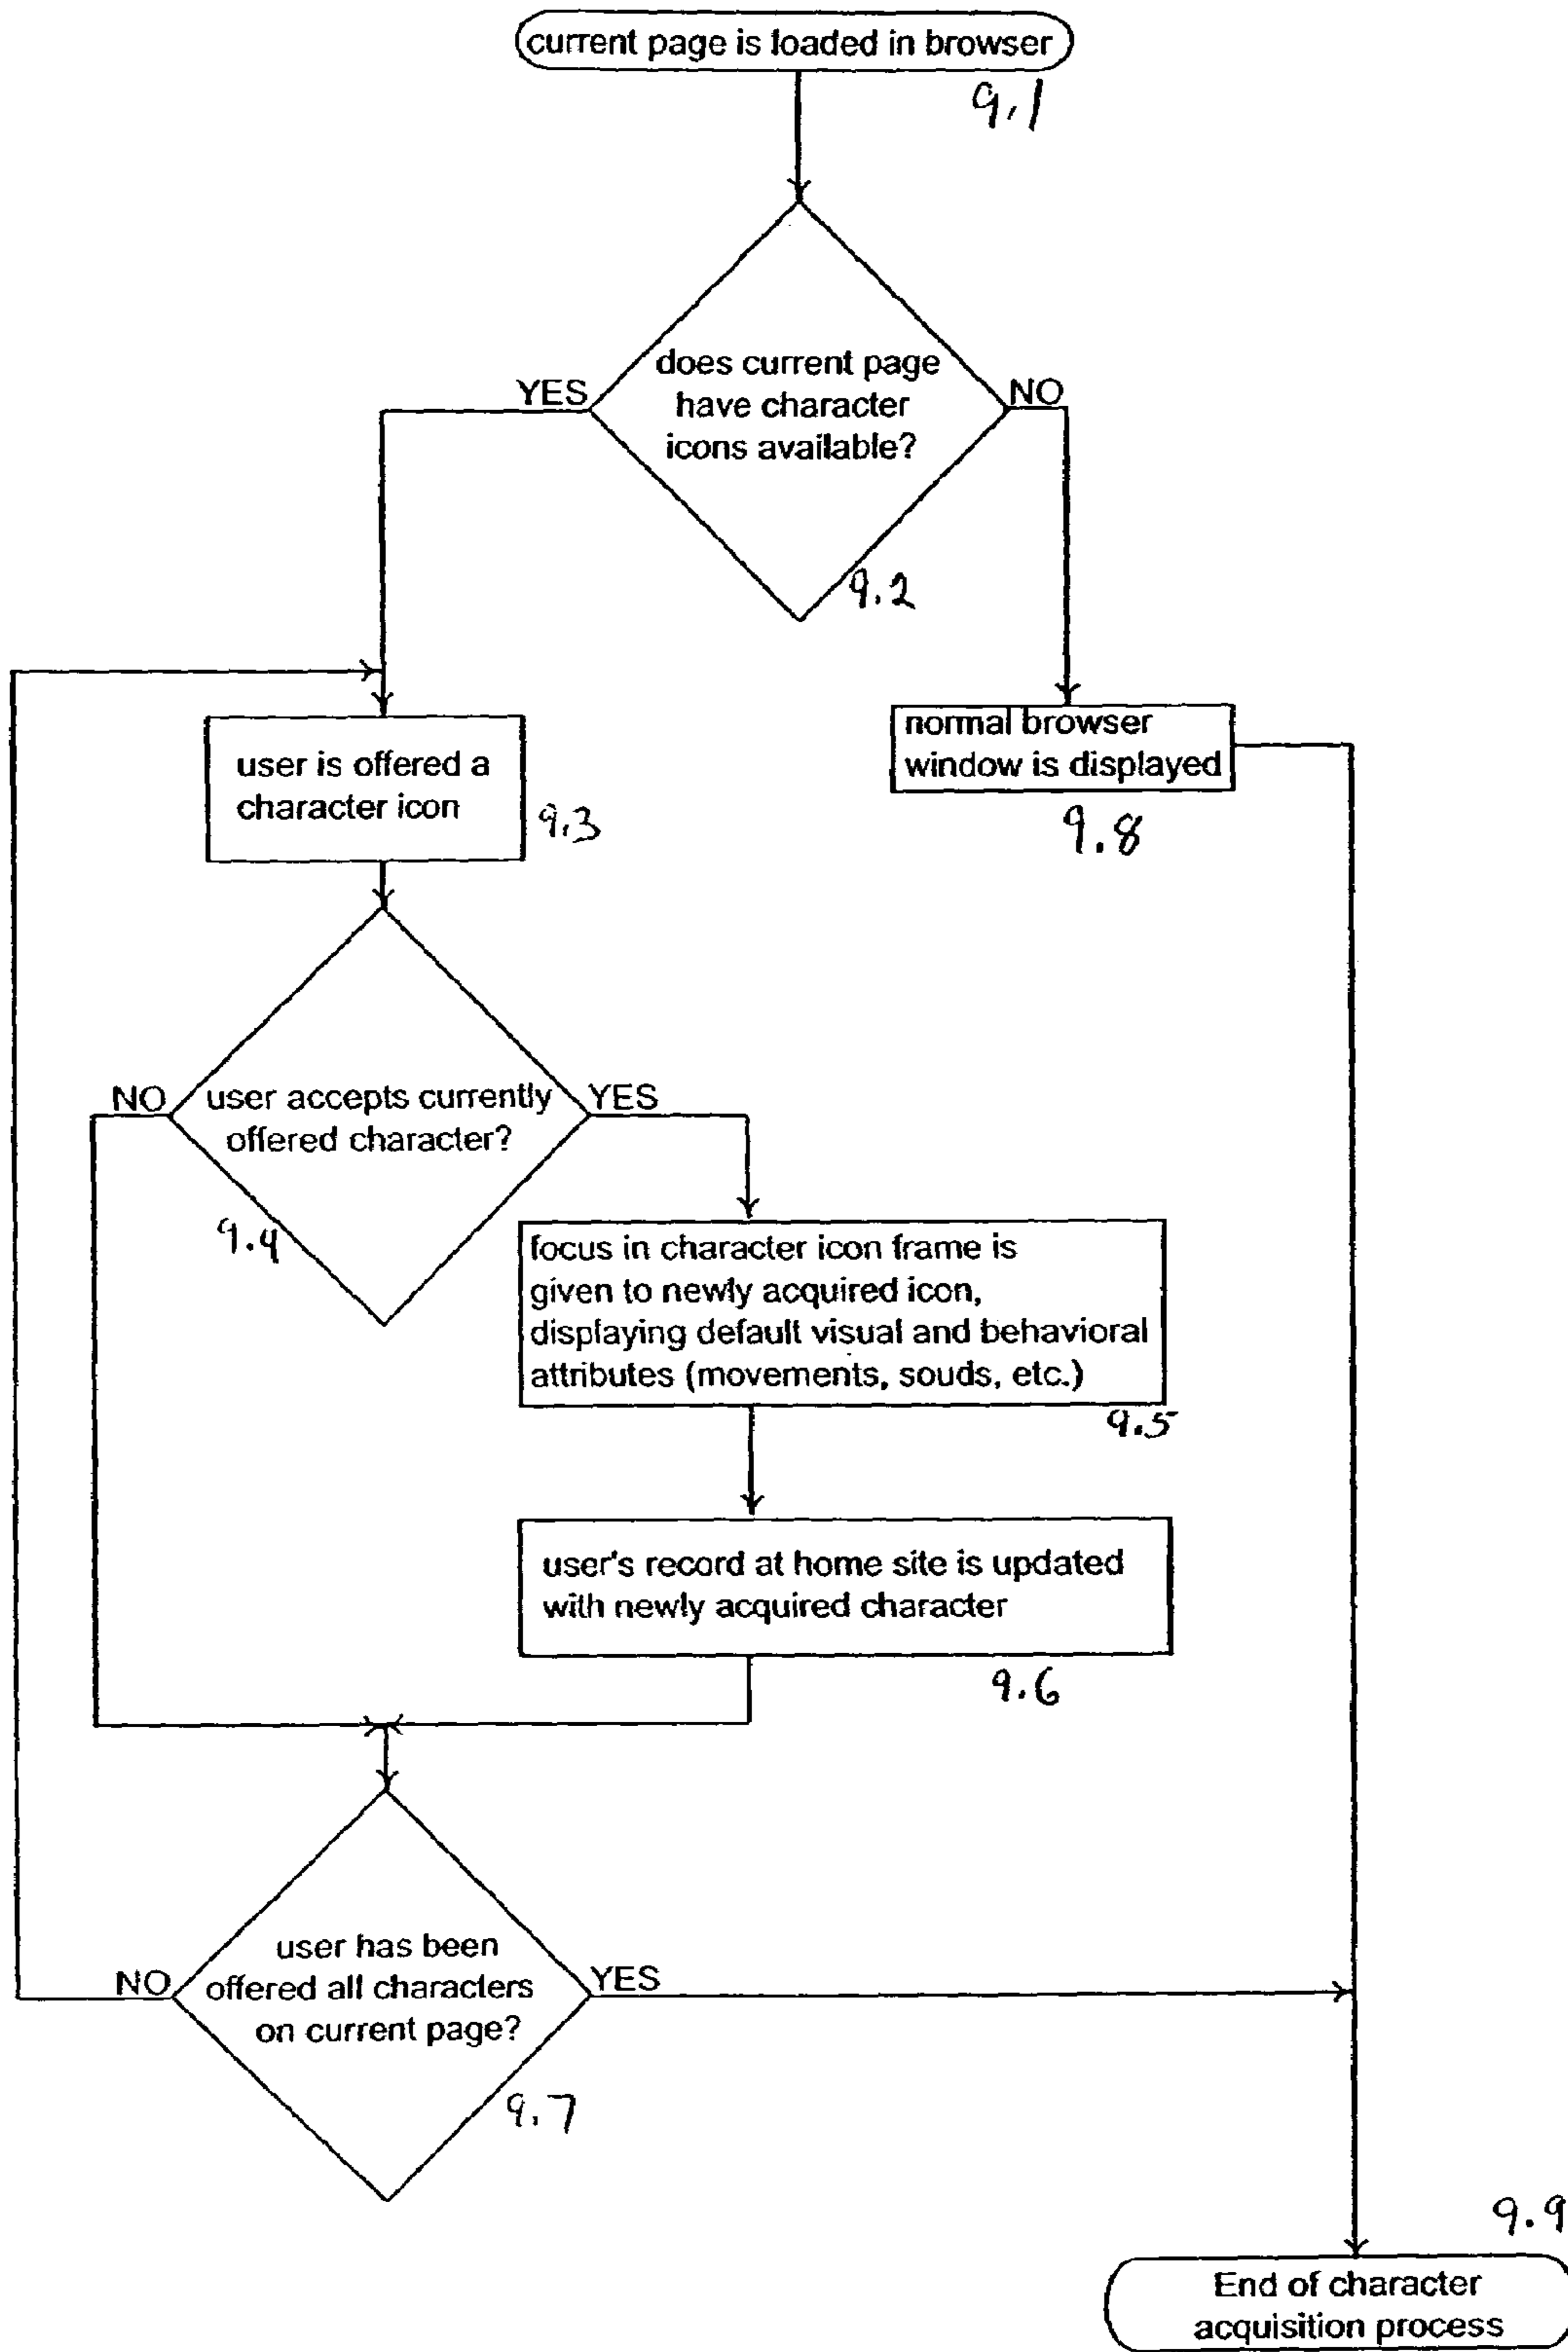 current page is loaded in browser
9.1
does current page
have character
icons available?
YES
NO
9.2
user is offered a
character icon
9.3
normal browser
window is displayed
9.8
user accepts currently
offered character?
NO
YES
9.4
focus in character icon frame is
given to newly acquired icon,
displaying default visual and behavioral
attributes (movements, souds, etc.)
9.5
user's record at home site is updated
with newly acquired character
9.6
user has been
offered all characters
on current page?
NO
YES
9.7
9.9
End of character
acquisition process